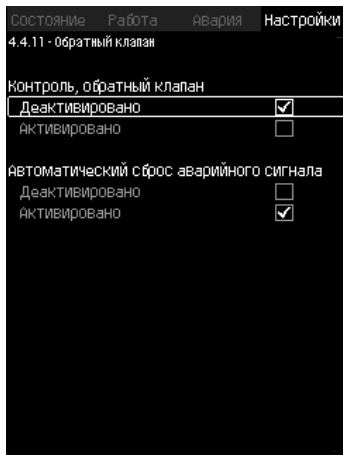 Состояние Работа Авария Настройки
4.4.11 - Обратный клапан
Контроль, обратный клапан
Деактивировано
Активировано
Автоматический сброс аварийного сигнала
Деактивировано
Активировано